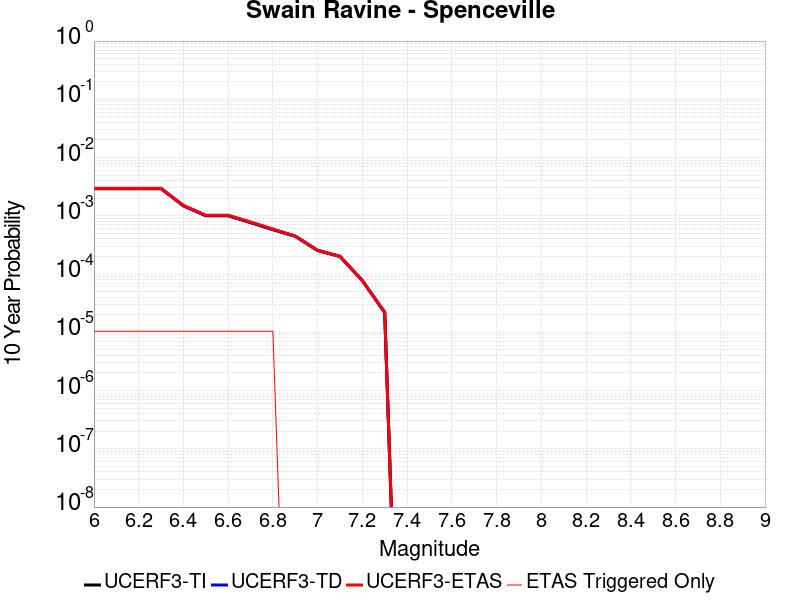 Swain Ravine - Spenceville
10 0
10 -1
10 -2
10 -3
10 -4
10 -5
10 -6
10 -7
10 -8
10 Year Probability
6 6.2 6.4 6.6 6.8 7 7.2 7.4 7.6 7.8 8 8.2 8.4 8.6 8.8 9
Magnitude
UCERF3-TI UCERF3-TD UCERF3-ETAS ETAS Triggered Only